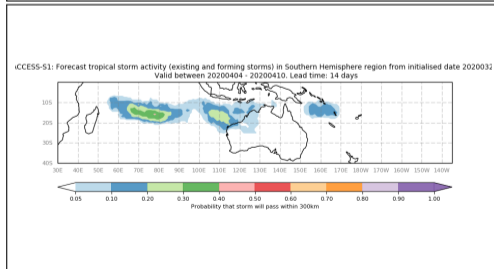 ACCESS-S1: Forecast tropical storm activity (existing and forming storms) in Southern Hemisphere region from initialised date 2020032
Valid between 20200404 - 20200410. Lead time: 14 days
10S
20S
30S
40S
30E 40E 50E 60E 70E 80E 90E 100E 110E 120E 130E 140E 150E 160E 170E 180W 170W 160W 150W 140W
0.05 0.10 0.20 0.30 0.40 0.50 0.60 0.70 0.80 0.90 1.00
Probability that storm will pass within 300km